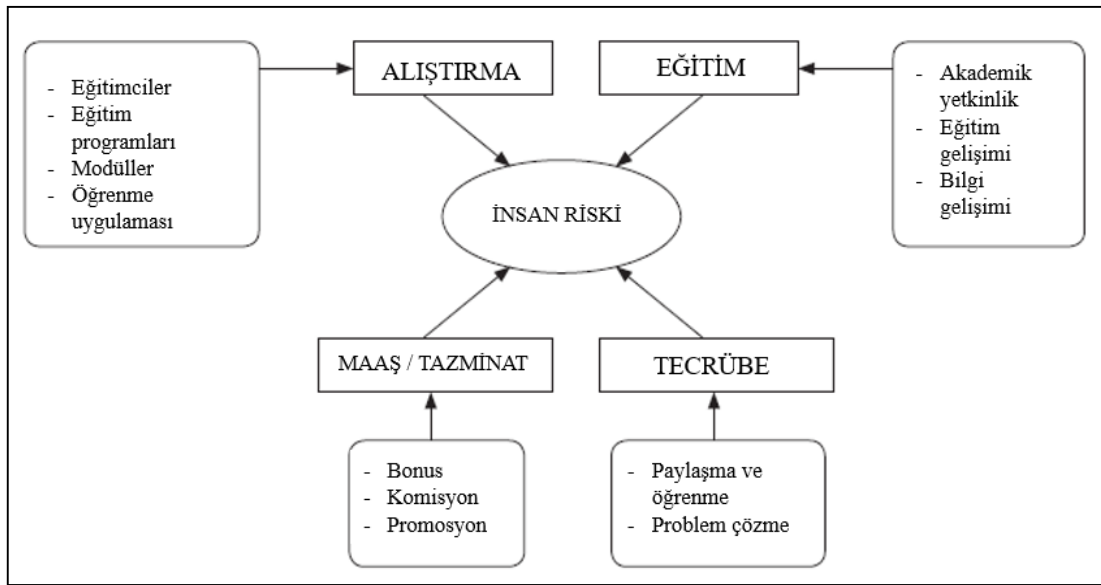 ALIŞTIRMA
EĞİTİM
- Eğitimciler
- Eğitim
programları
- Modüller
- Öğrenme
uygulaması
- Akademik
yetkinlik
- Eğitim
gelişimi
- Bilgi
gelişimi
İNSAN RİSKİ
MAAŞ / TAZMİNAT
TECRÜBE
- Bonus
- Komisyon
- Promosyon
- Paylaşma ve
öğrenme
- Problem çözme